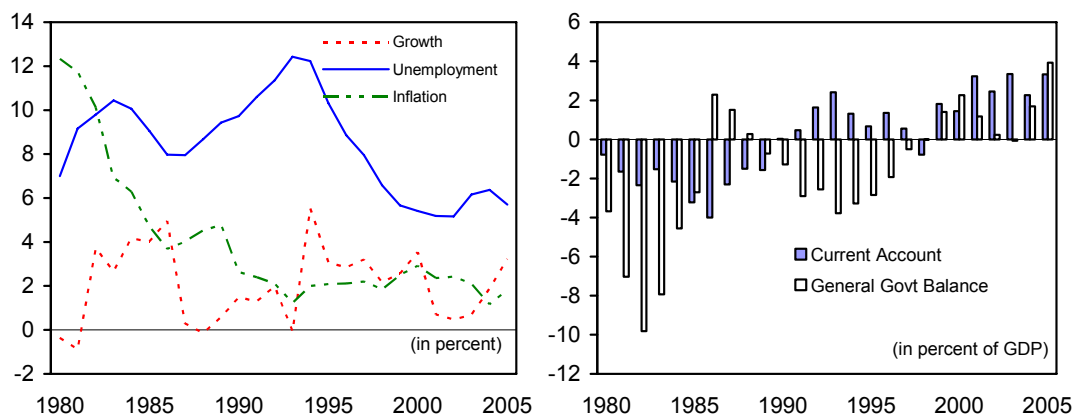 14
12
10
8
6
4
2
0
-2
Growth
Unemployment
Inflation
(in percent)
1980 1985 1990 1995 2000 2005
6
4
2
0
-2
-4
-6
-8
-10
-12
Current Account
General Govt Balance
(in percent of GDP)
1980 1985 1990 1995 2000 2005